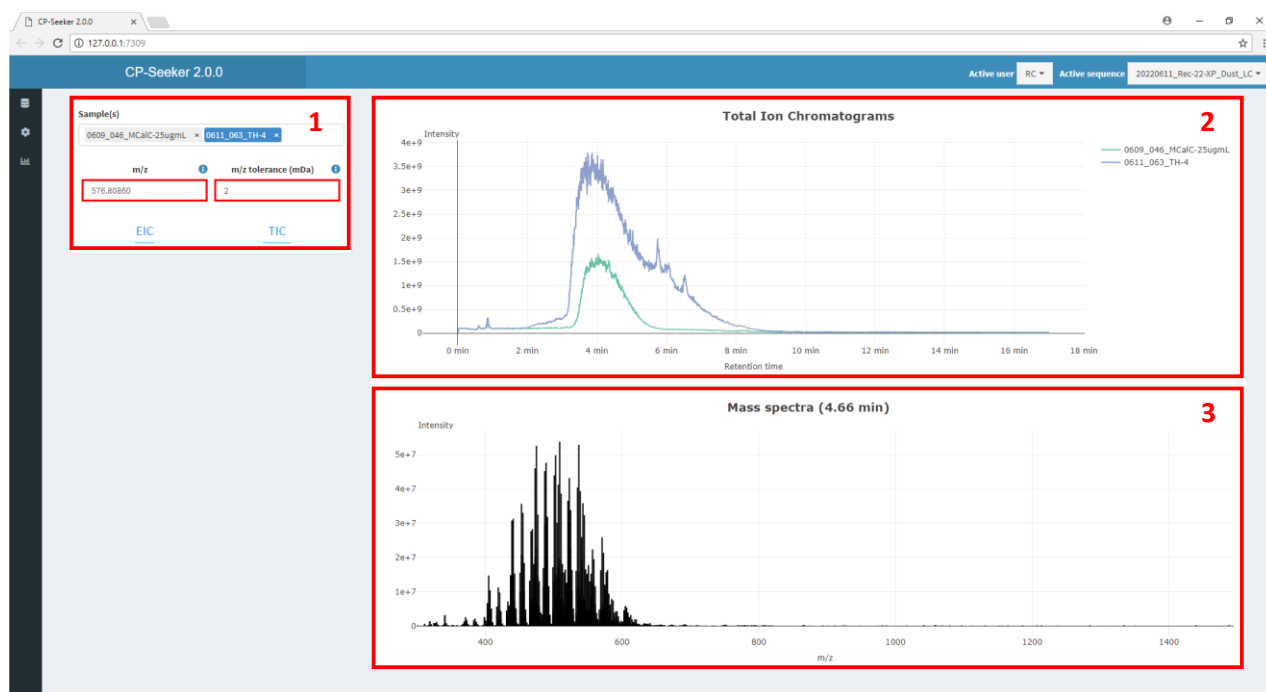 CP-Seeker 2.0.0 ×
127.0.0.1:7309
CP-Seeker 2.0.0
Active user RC Active sequence 20220611_Rec-22-XP_Dust_LC
Sample(s)
1
0609_046_MCalC-25ugmL × 0611_063_TH-4 ×
m/z m/z tolerance (mDa)
576.80860 2
EIC TIC
Total Ion Chromatograms
2
Intensity
4e+9
3.5e+9
3e+9
2.5e+9
2e+9
1.5e+9
1e+9
0.5e+9
0
0609_046_MCalC-25ugmL
0611_063_TH-4
0 min 2 min 4 min 6 min 8 min 10 min 12 min 14 min 16 min 18 min
Retention time
Mass spectra (4.66 min)
3
Intensity
5e+7
4e+7
3e+7
2e+7
1e+7
0
400 600 800 1000 1200 1400
m/z